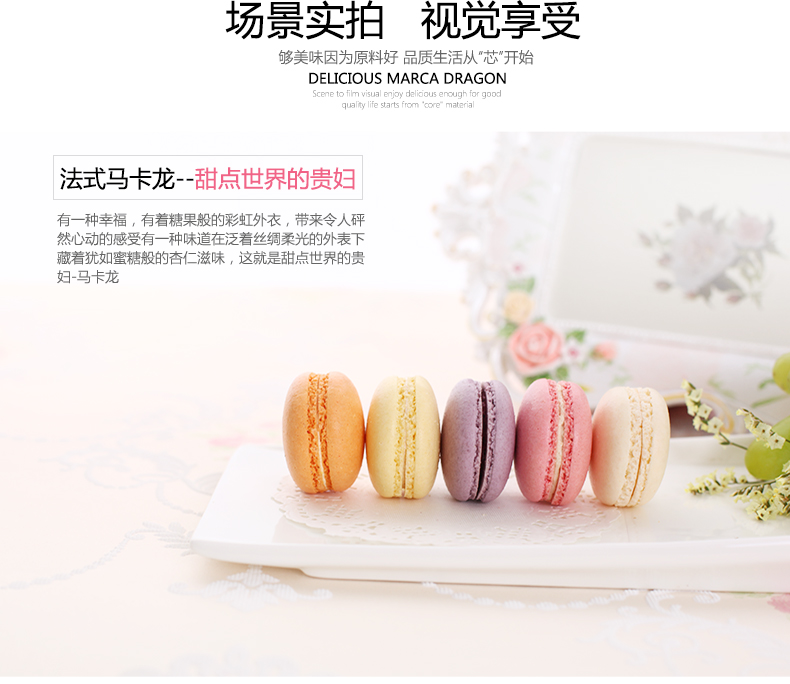 场景实拍 视觉享受
够美味因为原料好 品质生活从“芯”开始
DELICIOUS MARCA DRAGON
Scene to film visual enjoy delicious enough for good
quality life starts from "core" material
法式马卡龙--甜点世界的贵妇
有一种幸福，有着糖果般的彩虹外衣，带来令人砰
然心动的感受有一种味道在泛着丝绸柔光的外表下
藏着犹如蜜糖般的杏仁滋味，这就是甜点世界的贵
妇-马卡龙